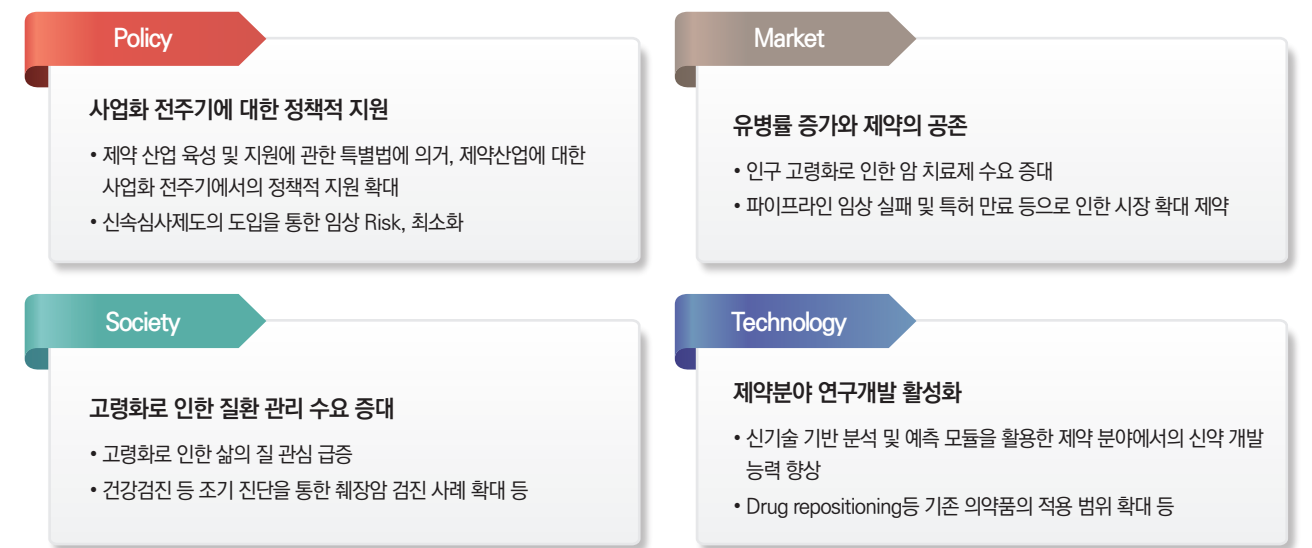 Policy
사업화 전주기에 대한 정책적 지원
• 제약 산업 육성 및 지원에 관한 특별법에 의거, 제약산업에 대한
사업화 전주기에서의 정책적 지원 확대
• 신속심사제도의 도입을 통한 임상 Risk, 최소화
Market
유병률 증가와 제약의 공존
• 인구 고령화로 인한 암 치료제 수요 증대
• 파이프라인 임상 실패 및 특허 만료 등으로 인한 시장 확대 제약
Society
고령화로 인한 질환 관리 수요 증대
• 고령화로 인한 삶의 질 관심 급증
• 건강검진 등 조기 진단을 통한 췌장암 검진 사례 확대 등
Technology
제약분야 연구개발 활성화
• 신기술 기반 분석 및 예측 모듈을 활용한 제약 분야에서의 신약 개발
능력 향상
• Drug repositioning등 기존 의약품의 적용 범위 확대 등